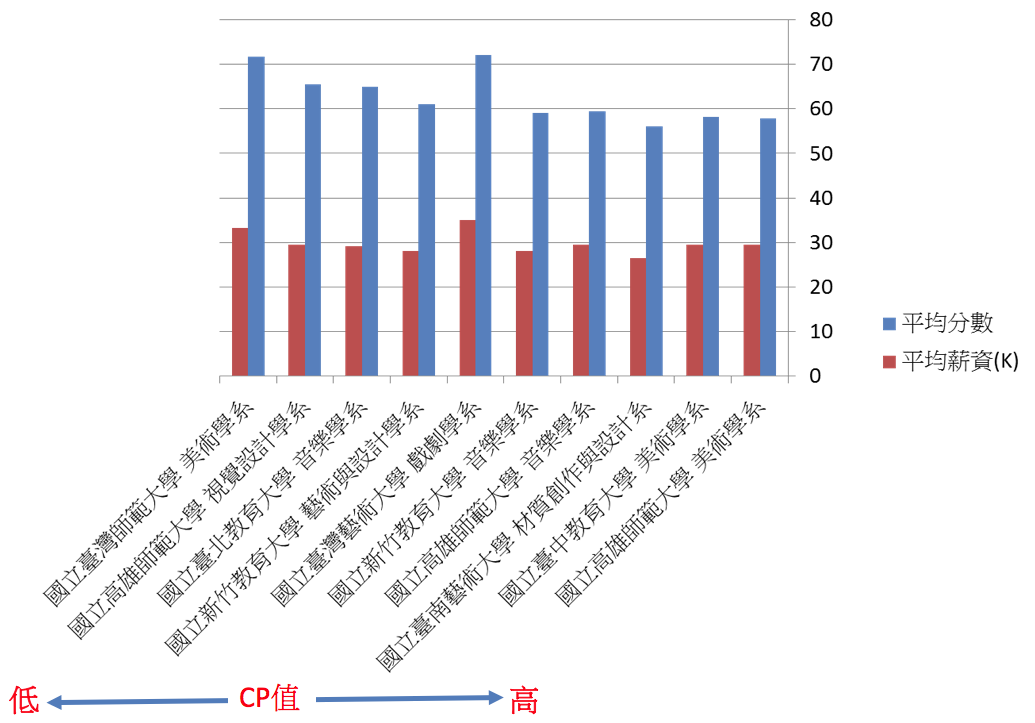 80
70
60
50
40
30
20
10
0
平均分數
平均薪資(K)
國立臺灣師範大學 美術學系
國立高雄師範大學 視覺設計學系
國立臺北教育大學 音樂學系
國立新竹教育大學 藝術與設計學系
國立臺灣藝術大學 戲劇學系
國立新竹教育大學 音樂學系
國立高雄師範大學 音樂學系
國立臺南藝術大學 材質創作與設計系
國立臺中教育大學 美術學系
國立高雄師範大學 美術學系
低 CP值 高